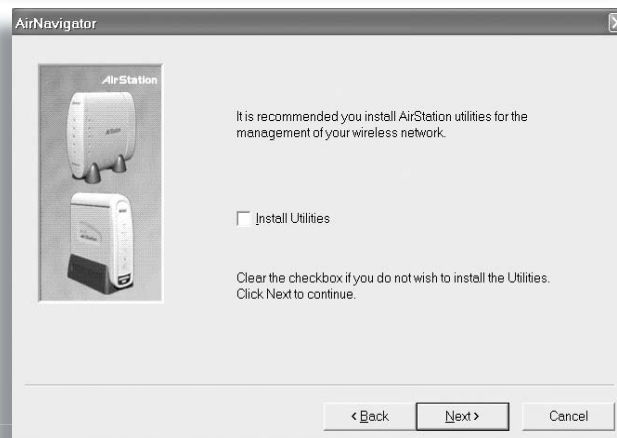 AirNavigator
AirStation
It is recommended you install AirStation utilities for the
management of your wireless network.
Install Utilities
Clear the checkbox if you do not wish to install the Utilities.
Click Next to continue.
< Back
Next >
Cancel